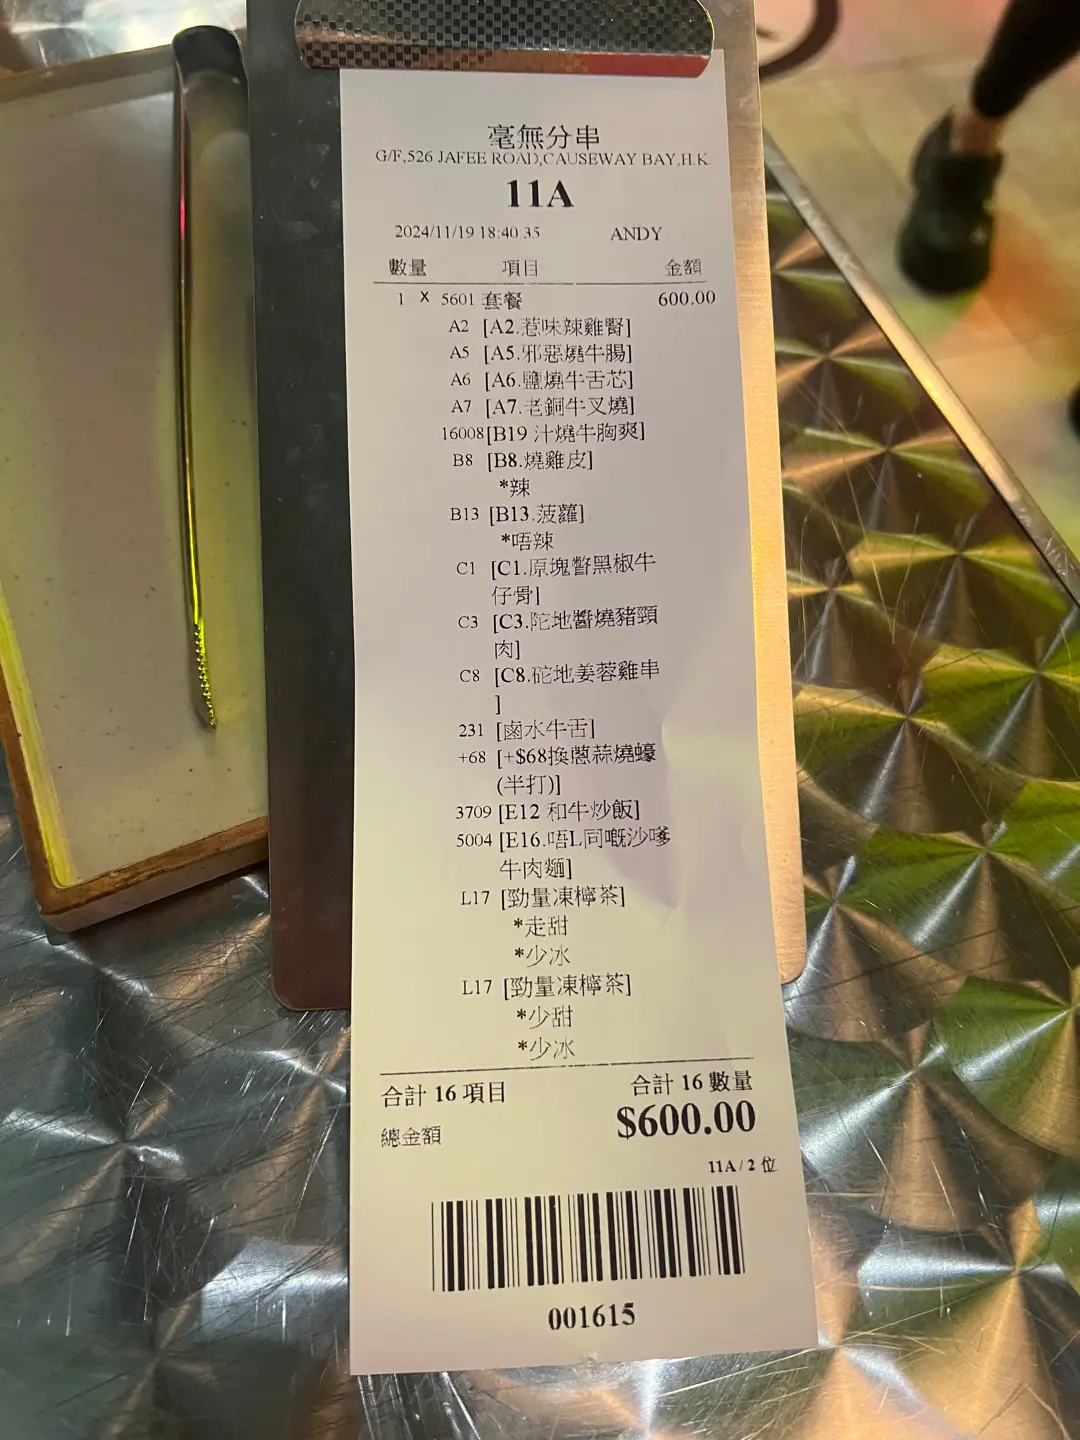 毫無分串
G/F,526 JAFEE ROAD,CAUSEWAY BAY,H.K.
11A
2024/11/19 18:40:35 ANDY
數量 項目 金額
1 x 5601 套餐 600.00
A2 [A2.惹味辣雞腎]
A5 [A5.邪惡燒牛腸]
A6 [A6.鹽燒牛舌芯]
A7 [A7.老銅牛叉燒]
16008 [B19 汁燒牛胸爽]
B8 [B8.燒雞皮]
*辣
B13 [B13.菠蘿]
*唔辣
C1 [C1.原塊瞥黑椒牛
仔骨]
C3 [C3.陀地醬燒豬頸
肉]
C8 [C8.砣地姜蓉雞串
]
231 [鹵水牛舌]
+68 [+$68換蔥蒜燒蠔
(半打)]
3709 [E12 和牛炒飯]
5004 [E16.唔L同嘅沙嗲
牛肉麵]
L17 [勁量凍檸茶]
*走甜
*少冰
L17 [勁量凍檸茶]
*少甜
*少冰
合計 16 項目 合計 16 數量
總金額 $600.00
11A / 2 位
001615